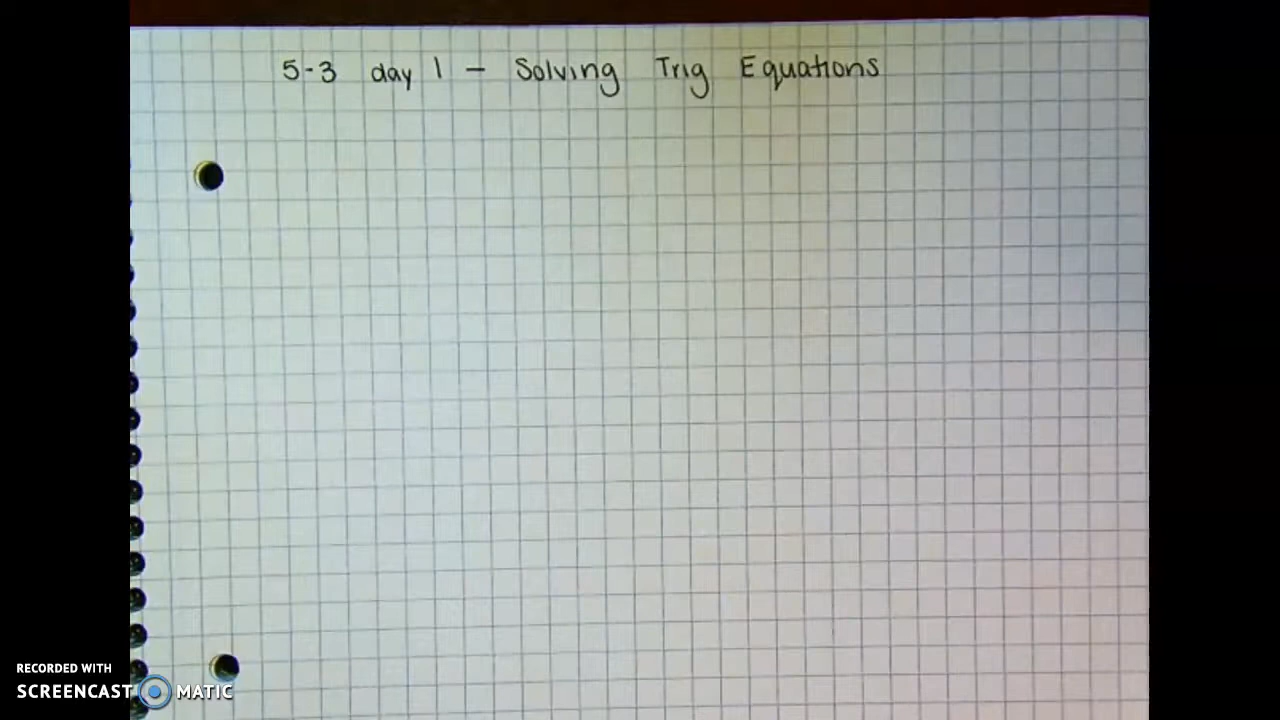 5-3 day 1 – Solving Trig Equations
RECORDED WITH
SCREENCAST MATIC